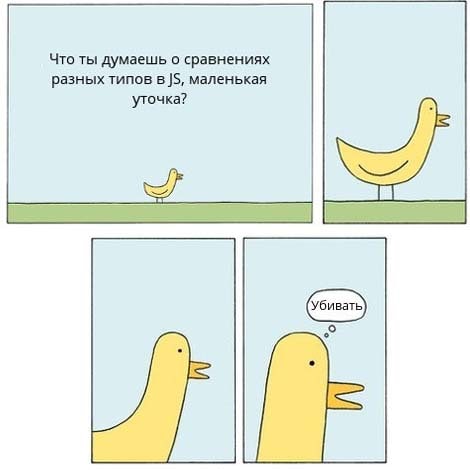 Что ты думаешь о сравнениях
разных типов в JS, маленькая
уточка?
Убивать